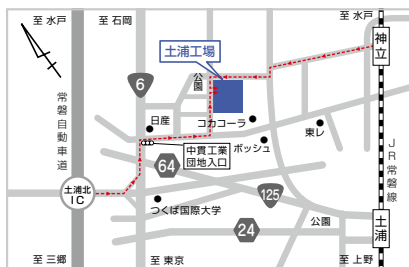 至 水戸
至 石岡
至 水戸
土浦工場
神立
公園
6
日産
コカコーラ
東レ
常磐自動車道
中貫工業
団地入口
ボッシュ
JR常磐線
64
土浦北
IC
125
つくば国際大学
公園
土浦
24
至 三郷
至 東京
至 上野